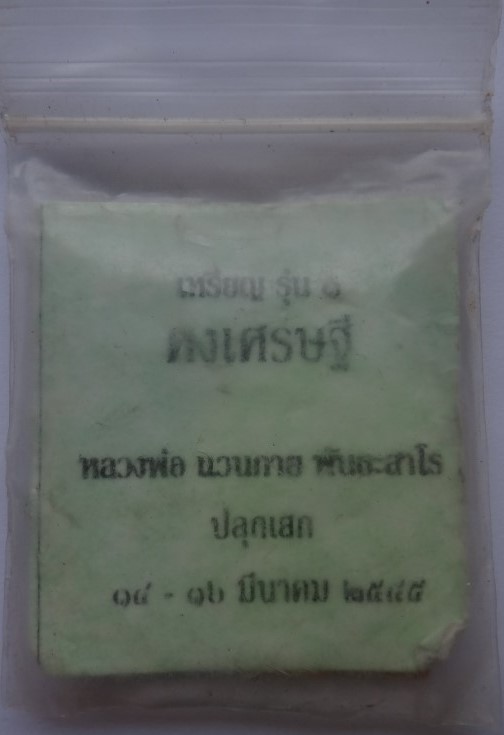 เหรียญ รุ่น ๖
คงเศรษฐี
หลวงพ่อ นวนกาย พันธะสาโร
ปลุกเสก
๑๔ - ๑๖ มีนาคม ๒๕๔๕